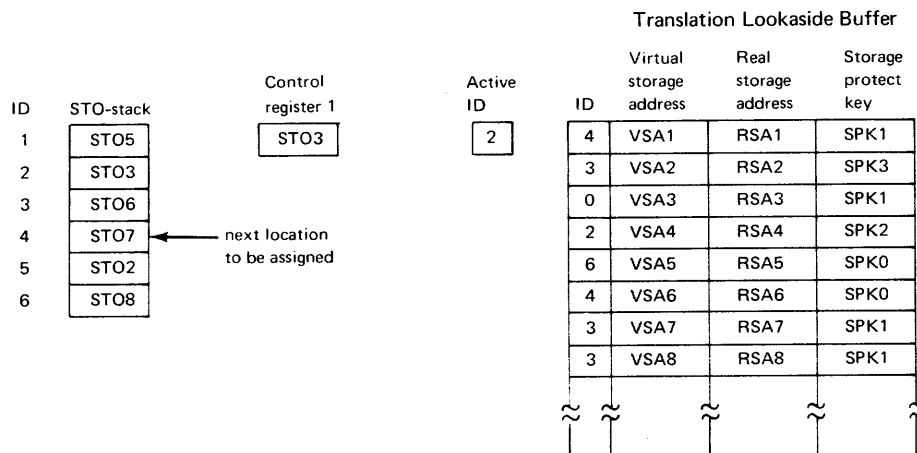 Translation Lookaside Buffer
ID STO-stack
Control register 1
Active ID
ID Virtual storage address Real storage address Storage protect key
1 STO5
2 STO3
3 STO6
4 STO7
5 STO2
6 STO8
STO3
2
next location
to be assigned
4 VSA1 RSA1 SPK1
3 VSA2 RSA2 SPK3
0 VSA3 RSA3 SPK1
2 VSA4 RSA4 SPK2
6 VSA5 RSA5 SPK0
4 VSA6 RSA6 SPK0
3 VSA7 RSA7 SPK1
3 VSA8 RSA8 SPK1